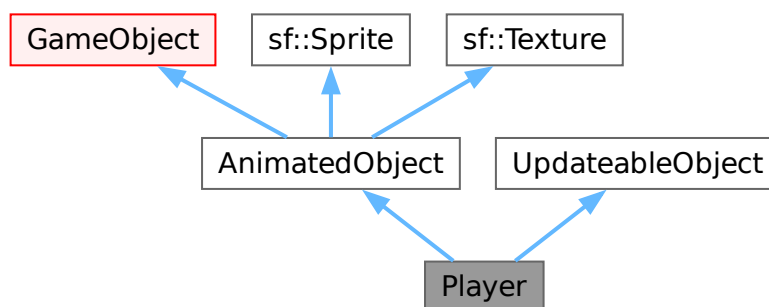 GameObject
sf::Sprite
sf::Texture
AnimatedObject
UpdateableObject
Player